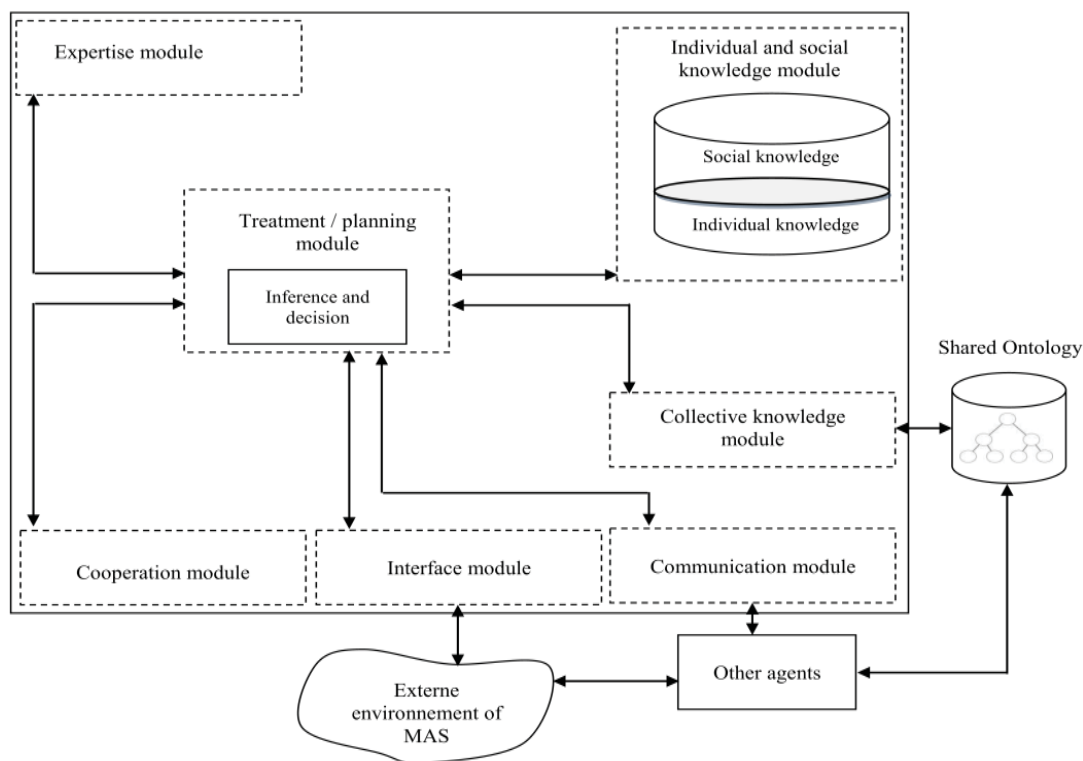 Expertise module
Individual and social
knowledge module
Social knowledge
Individual knowledge
Treatment / planning
module
Inference and
decision
Shared Ontology
Collective knowledge
module
Cooperation module
Interface module
Communication module
Other agents
Externe
environnement of
MAS